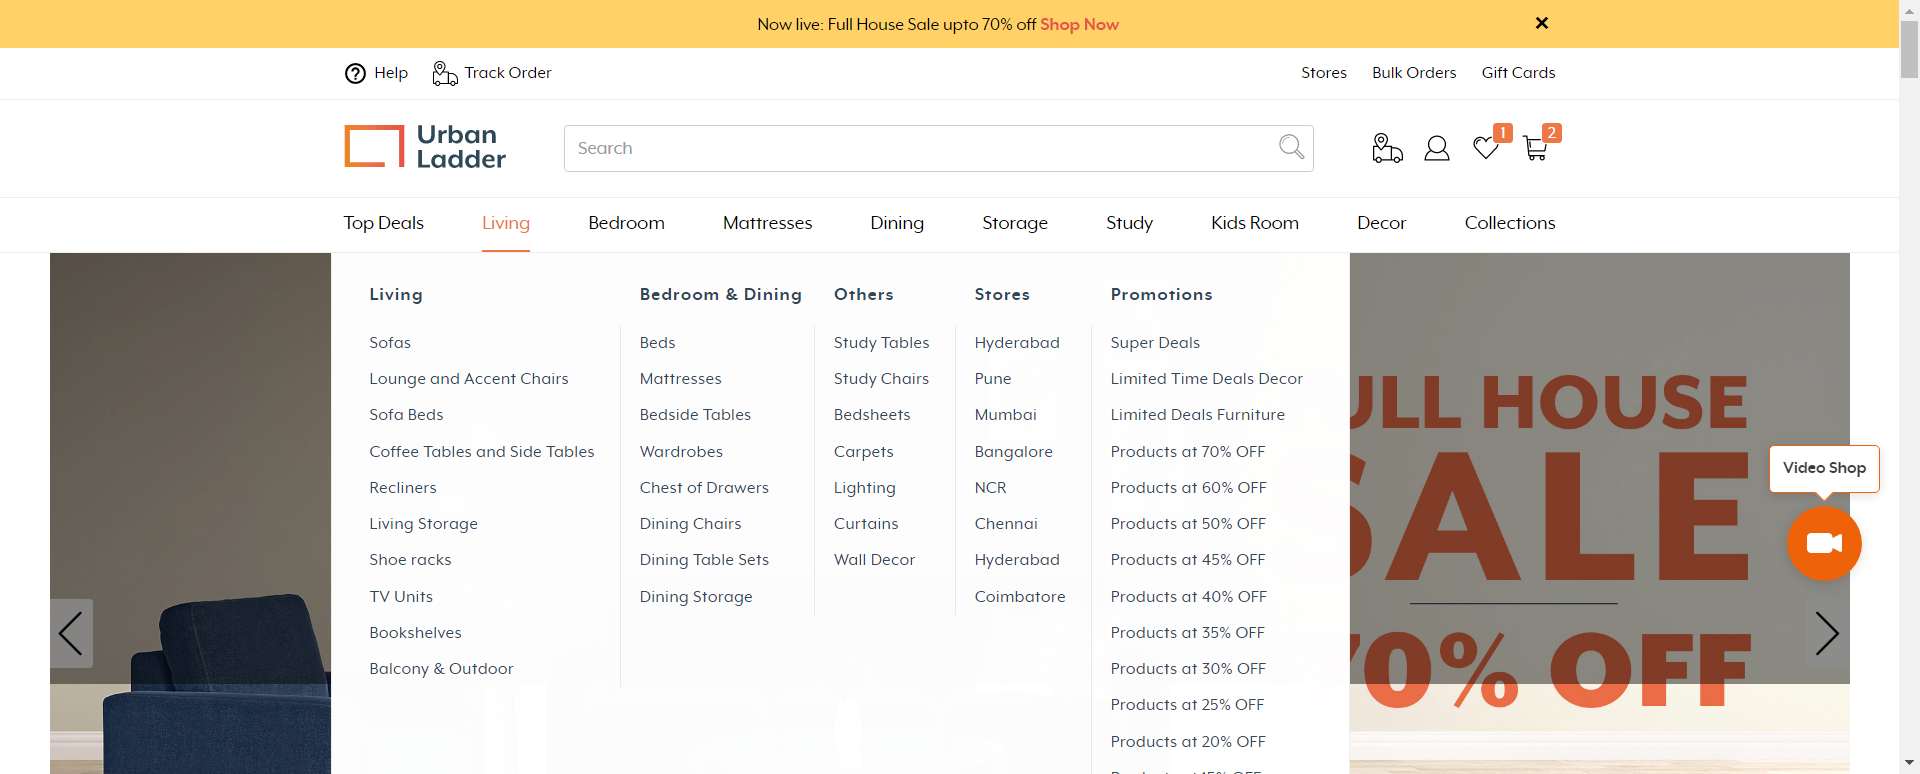 Now live: Full House Sale upto 70% off Shop Now
Help
Track Order
Stores
Bulk Orders
Gift Cards
Urban
Ladder
Search
1
2
Top Deals
Living
Bedroom
Mattresses
Dining
Storage
Study
Kids Room
Decor
Collections
Living
Sofas
Lounge and Accent Chairs
Sofa Beds
Coffee Tables and Side Tables
Recliners
Living Storage
Shoe racks
TV Units
Bookshelves
Balcony & Outdoor
Bedroom & Dining
Beds
Mattresses
Bedside Tables
Wardrobes
Chest of Drawers
Dining Chairs
Dining Table Sets
Dining Storage
Others
Study Tables
Study Chairs
Bedsheets
Carpets
Lighting
Curtains
Wall Decor
Stores
Hyderabad
Pune
Mumbai
Bangalore
NCR
Chennai
Hyderabad
Coimbatore
Promotions
Super Deals
Limited Time Deals Decor
Limited Deals Furniture
Products at 70% OFF
Products at 60% OFF
Products at 50% OFF
Products at 45% OFF
Products at 40% OFF
Products at 35% OFF
Products at 30% OFF
Products at 25% OFF
Products at 20% OFF
ULL HOUSE
SALE
70% OFF
Video Shop